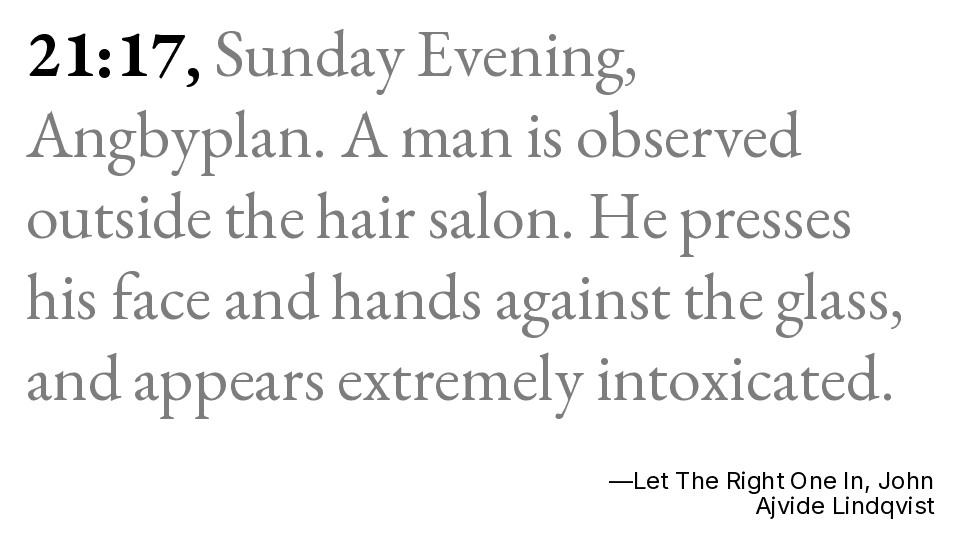 21:17, Sunday Evening,
Angbyplan. A man is observed
outside the hair salon. He presses
his face and hands against the glass,
and appears extremely intoxicated.
—Let The Right One In, John
Ajvide Lindqvist